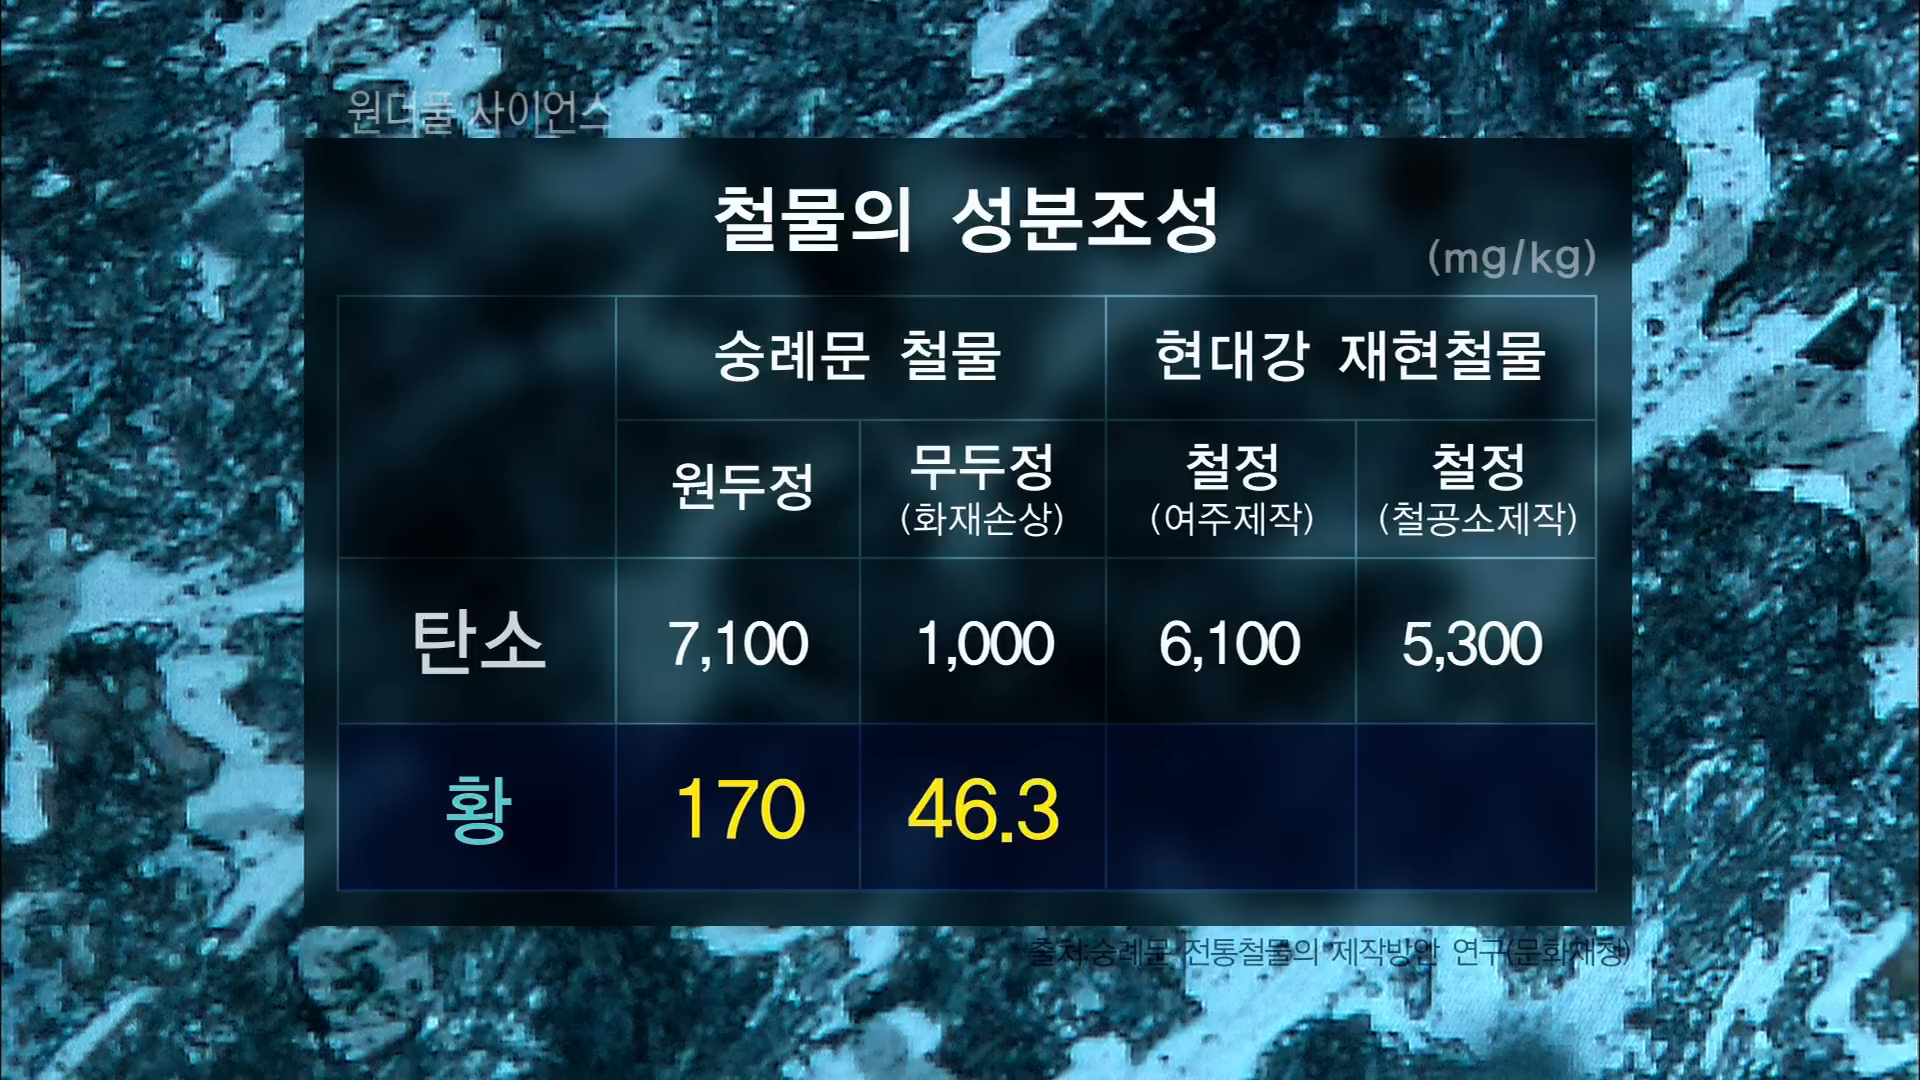 원더풀 사이언스
철물의 성분조성
(mg/kg)
숭례문 철물 현대강 재현철물
원두정 무두정 (화재손상) 철정 (여주제작) 철정 (철공소제작)
탄소 7,100 1,000 6,100 5,300
황 170 46.3
출처:숭례문 전통철물의 제작방안 연구(문화재청)